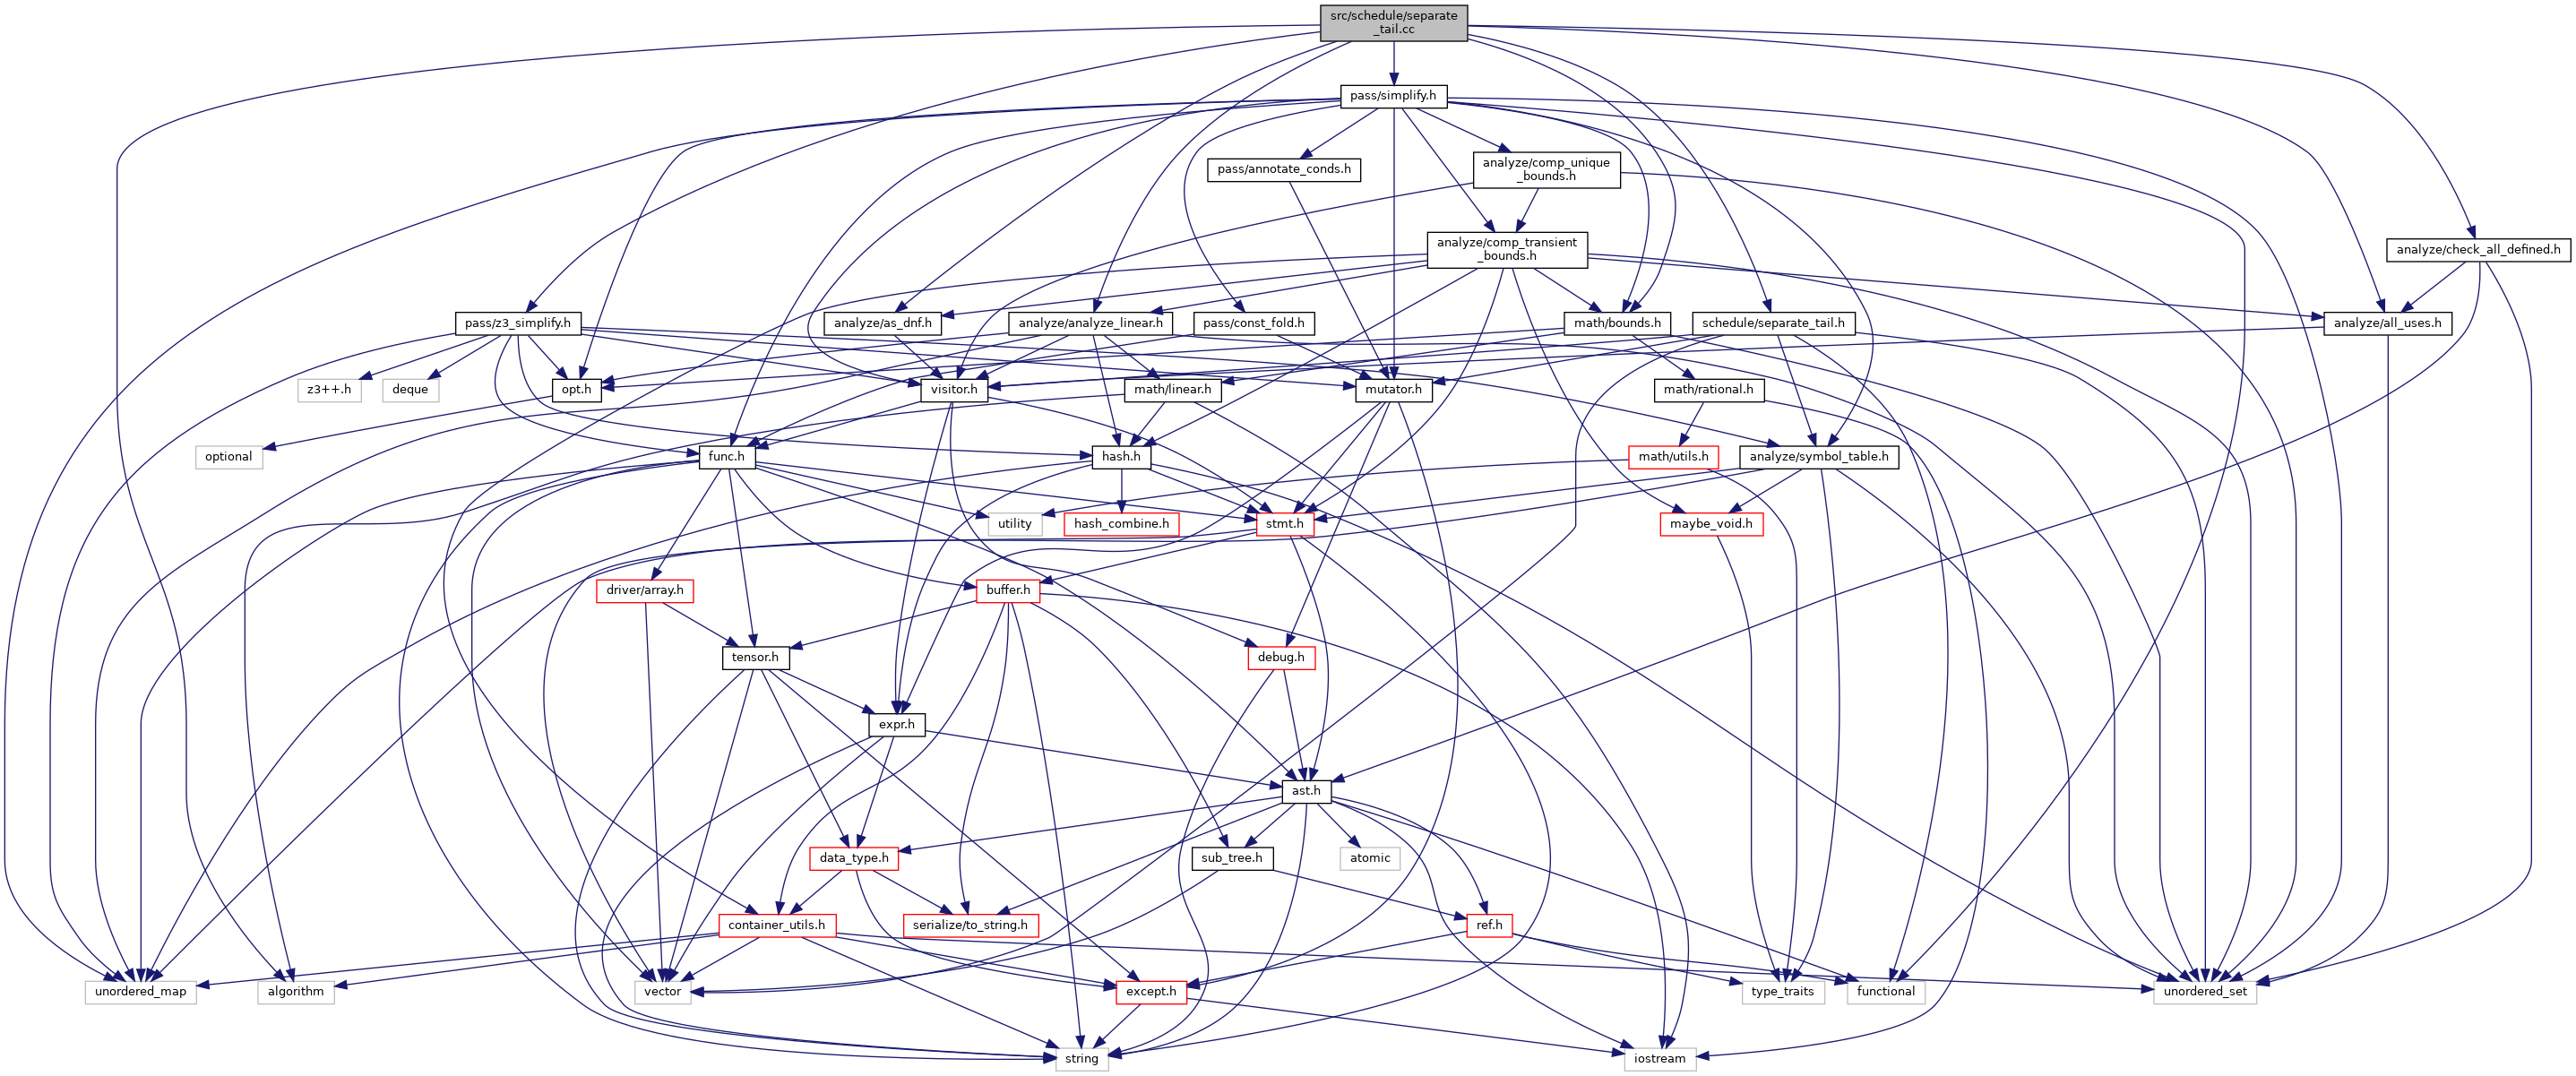 src/schedule/separate
_tail.cc
pass/simplify.h
pass/annotate_conds.h
analyze/comp_unique
_bounds.h
analyze/comp_transient
_bounds.h
analyze/check_all_defined.h
pass/z3_simplify.h
analyze/as_dnf.h
analyze/analyze_linear.h
pass/const_fold.h
math/bounds.h
schedule/separate_tail.h
analyze/all_uses.h
z3++.h
deque
opt.h
visitor.h
math/linear.h
mutator.h
math/rational.h
optional
func.h
hash.h
math/utils.h
analyze/symbol_table.h
utility
hash_combine.h
stmt.h
maybe_void.h
driver/array.h
buffer.h
tensor.h
debug.h
expr.h
ast.h
data_type.h
sub_tree.h
atomic
container_utils.h
serialize/to_string.h
ref.h
unordered_map
algorithm
vector
except.h
type_traits
functional
unordered_set
string
iostream